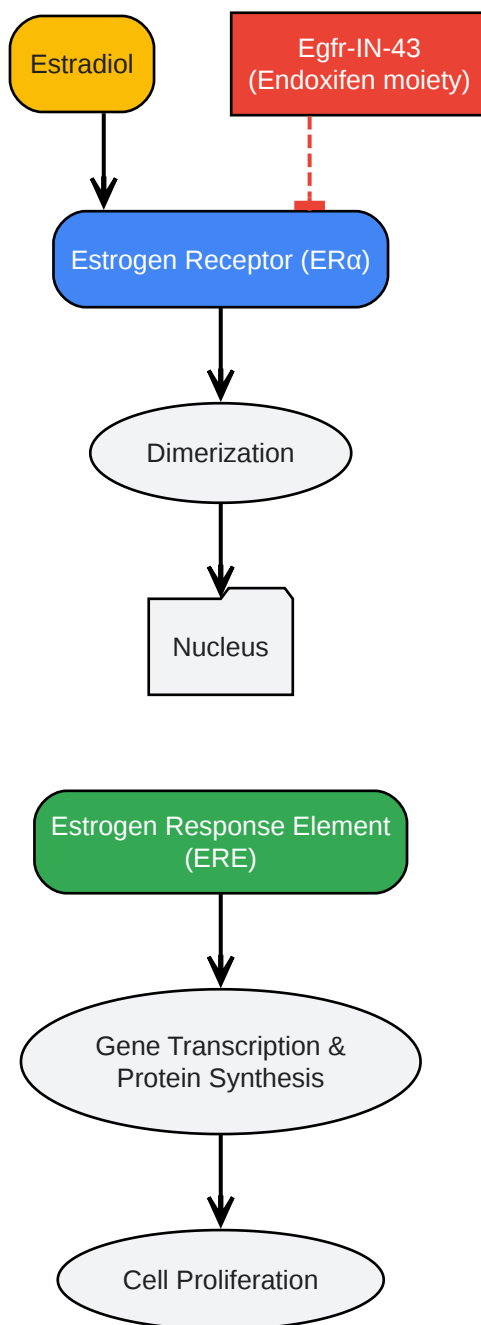 Estradiol
Egfr-IN-43
(Endoxifen moiety)
Estrogen Receptor (ERα)
Dimerization
Nucleus
Estrogen Response Element
(ERE)
Gene Transcription &
Protein Synthesis
Cell Proliferation